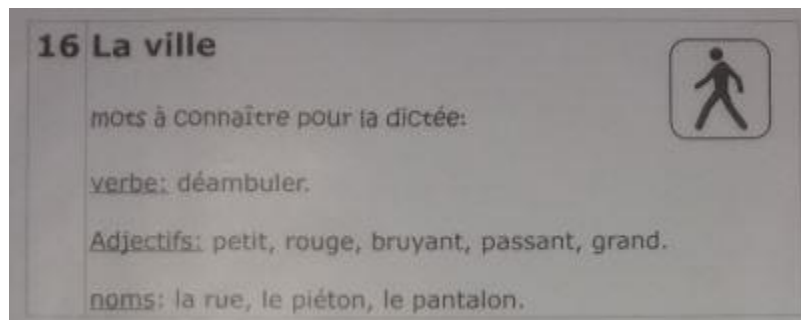 16 La ville
mots à connaître pour la dictée:
verbe: déambuler.
Adjectifs: petit, rouge, bruyant, passant, grand.
noms: la rue, le piéton, le pantalon.